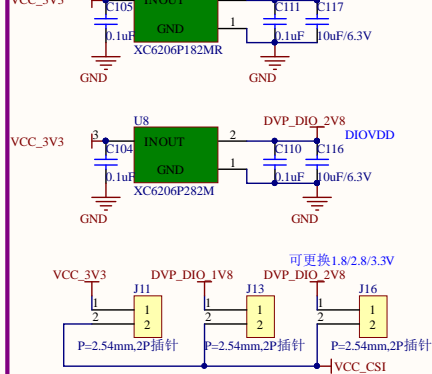 VCC_3V3
C105
0.1uF
GND
INOUT
GND
1
XC6206P182MR
C111
0.1uF
C117
10uF/6.3V
GND
U8
VCC_3V3
3
INOUT
GND
2
1
XC6206P282M
C104
0.1uF
GND
DVP_DIO_2V8
DIOVDD
C110
0.1uF
C116
10uF/6.3V
GND
可更换1.8/2.8/3.3V
VCC_3V3
DVP_DIO_1V8
DVP_DIO_2V8
J11
1
2
1
2
P=2.54mm,2P插针
J13
1
2
1
2
P=2.54mm,2P插针
J16
1
2
1
2
P=2.54mm,2P插针
VCC_CSI